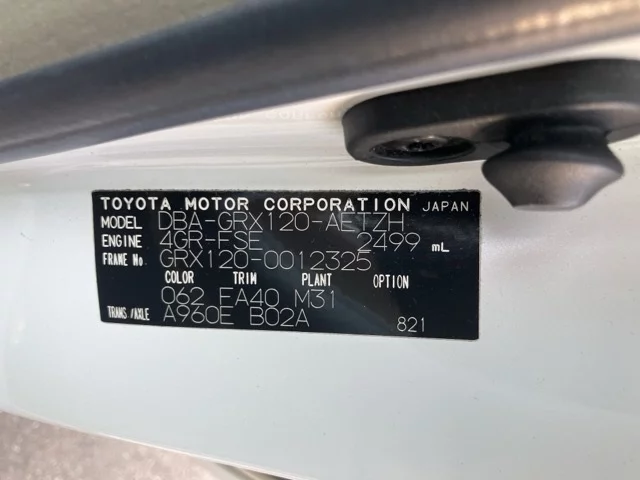 TOYOTA MOTOR CORPORATION JAPAN
MODEL DBA-GRX120-AETZH
ENGINE 4GR-FSE 2499 mL
FRAME No. GRX120-0012325
COLOR TRIM PLANT OPTION
062 EA40 M31
TRANS/AXLE A960E B02A 821